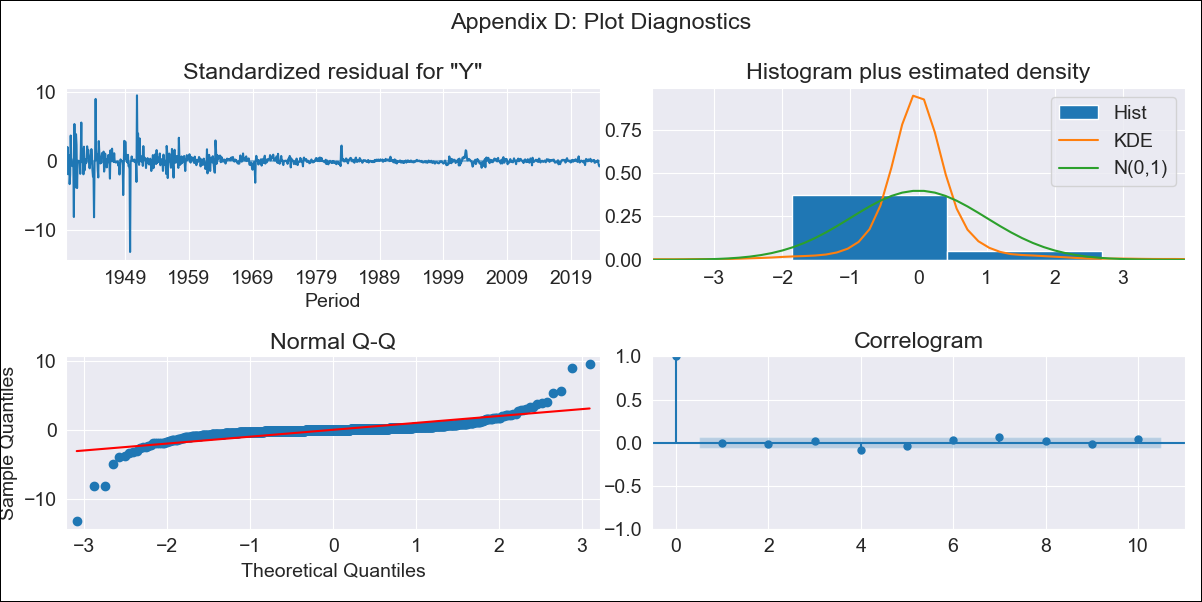 Appendix D: Plot Diagnostics
Standardized residual for "Y"
10
0
−10
1949 1959 1969 1979 1989 1999 2009 2019
Period
Histogram plus estimated density
Hist
KDE
N(0,1)
0.75
0.50
0.25
0.00
−3 −2 −1 0 1 2 3
Normal Q-Q
Sample Quantiles
10
0
−10
−3 −2 −1 0 1 2 3
Theoretical Quantiles
Correlogram
1.0
0.5
0.0
−0.5
−1.0
0 2 4 6 8 10